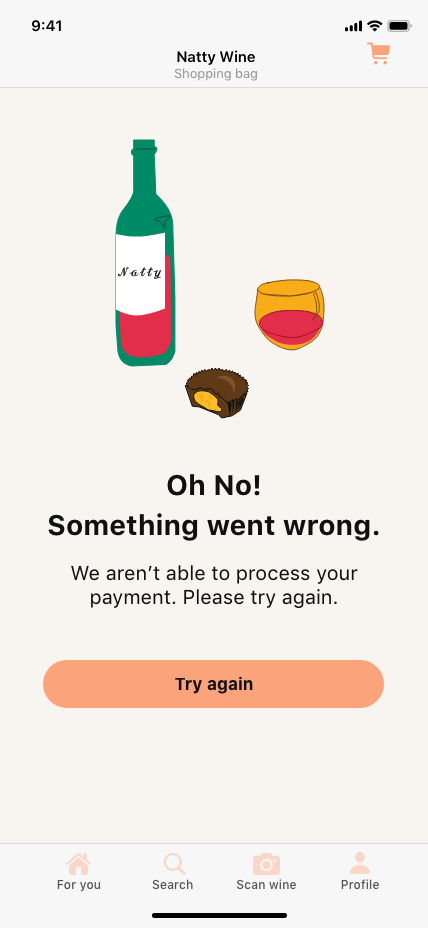 9:41
Natty Wine
Shopping bag
Natty
Oh No!
Something went wrong.
We aren’t able to process your
payment. Please try again.
Try again
For you
Search
Scan wine
Profile